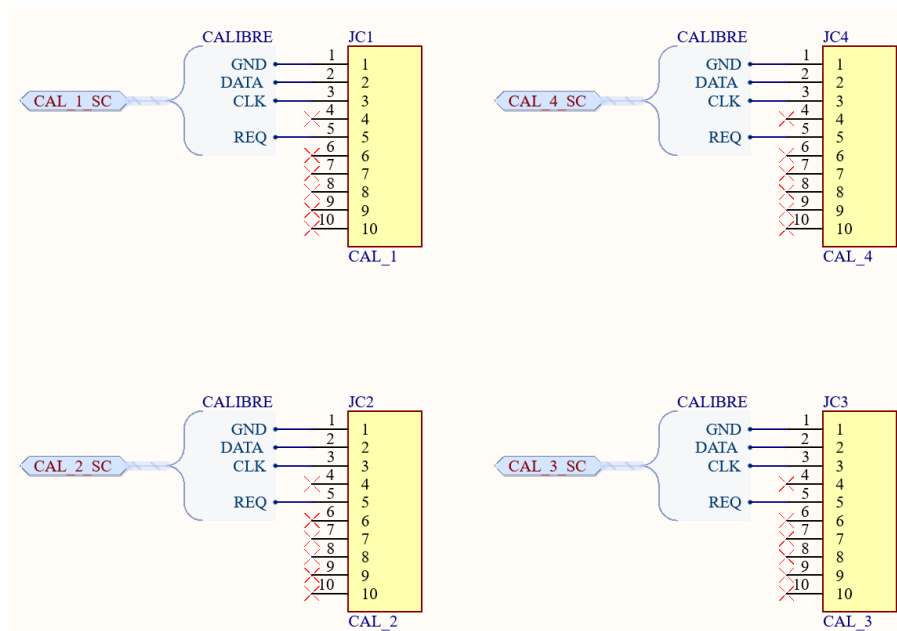 CALIBRE JC1
CAL_1_SC
GND 1 1
DATA 2 2
CLK 3 3
4 4
REQ 5 5
6 6
7 7
8 8
9 9
10 10
CAL_1
CALIBRE JC4
CAL_4_SC
GND 1 1
DATA 2 2
CLK 3 3
4 4
REQ 5 5
6 6
7 7
8 8
9 9
10 10
CAL_4
CALIBRE JC2
CAL_2_SC
GND 1 1
DATA 2 2
CLK 3 3
4 4
REQ 5 5
6 6
7 7
8 8
9 9
10 10
CAL_2
CALIBRE JC3
CAL_3_SC
GND 1 1
DATA 2 2
CLK 3 3
4 4
REQ 5 5
6 6
7 7
8 8
9 9
10 10
CAL_3